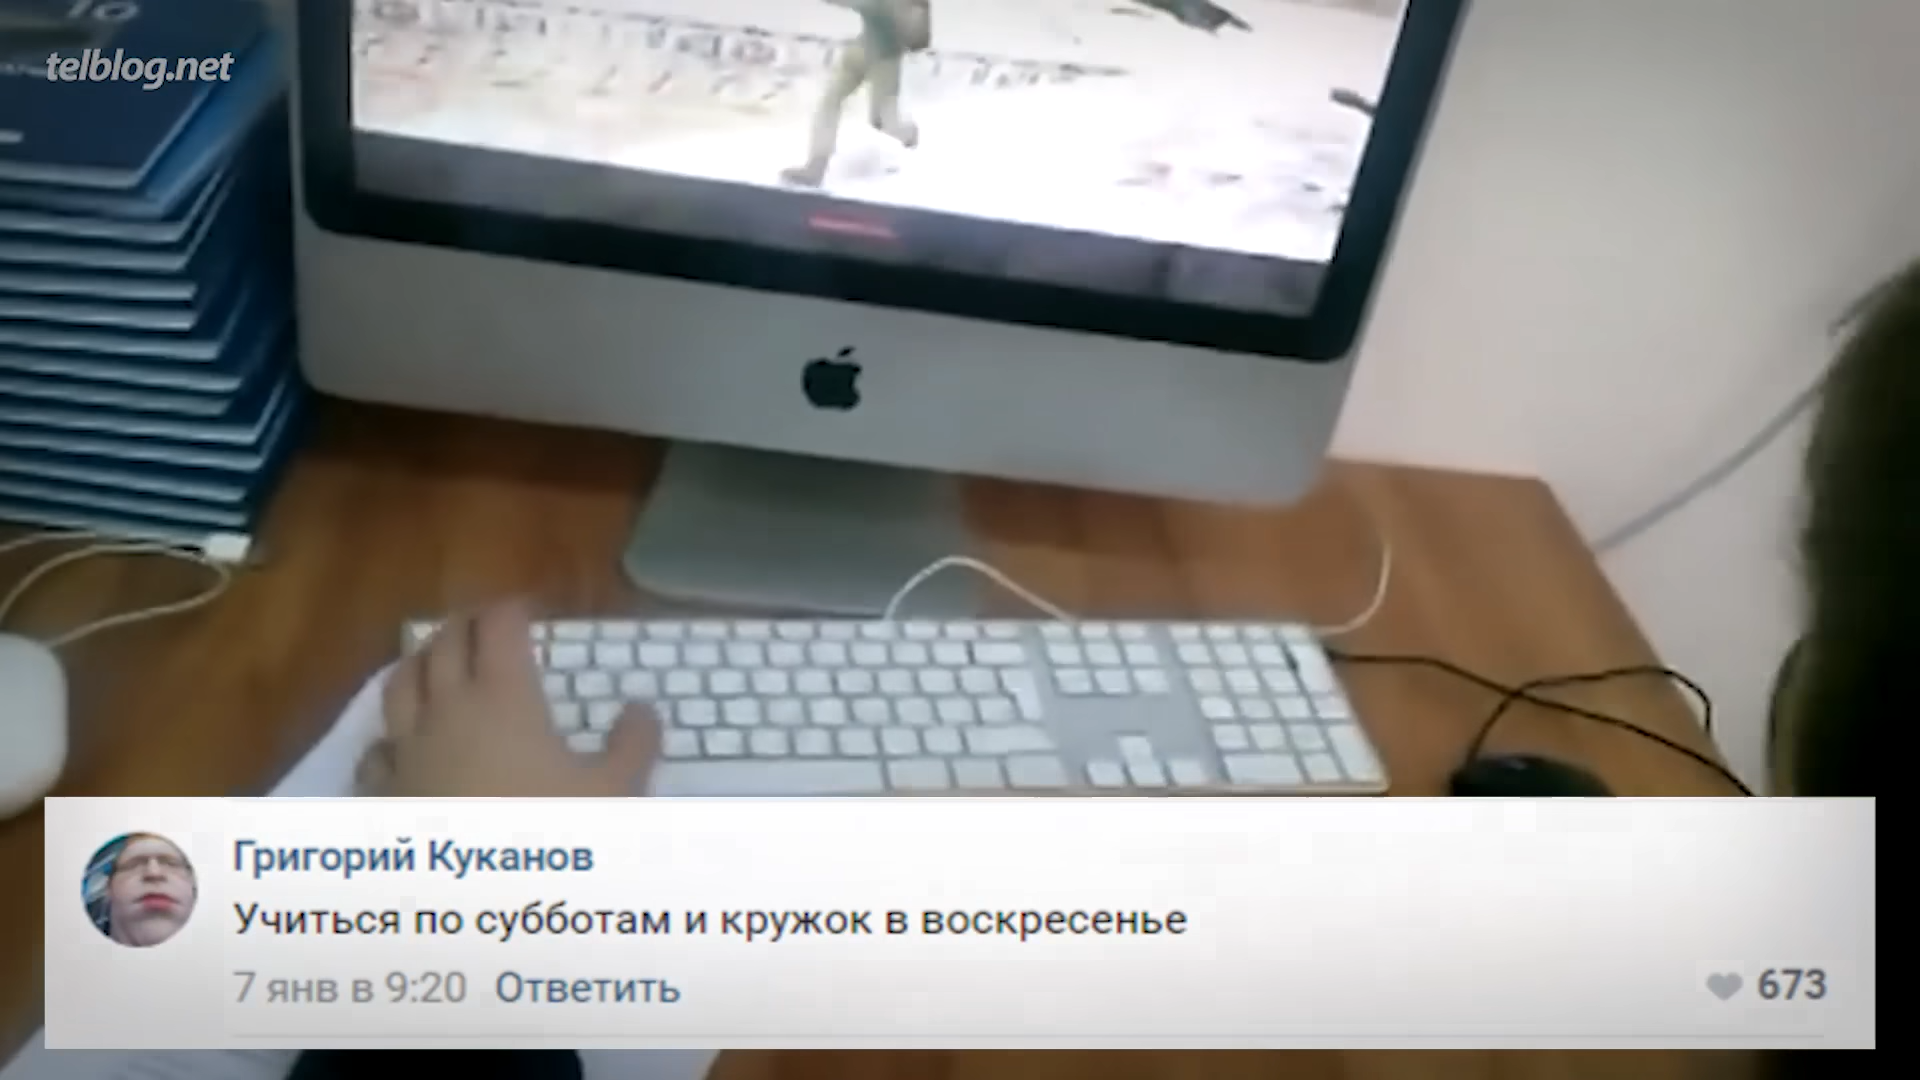 telblog.net
Григорий Куканов
Учиться по субботам и кружок в воскресенье
7 янв в 9:20 Ответить
673